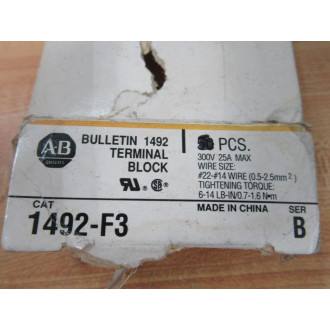 BULLETIN 1492
TERMINAL
BLOCK
A-B
QUALITY
PCS.
300V 25A MAX
WIRE SIZE:
#22-#14 WIRE (0.5-2.5mm²)
TIGHTENING TORQUE:
6-14 LB-IN/0.7-1.6 N•m
CAT
1492-F3
MADE IN CHINA
SER
B